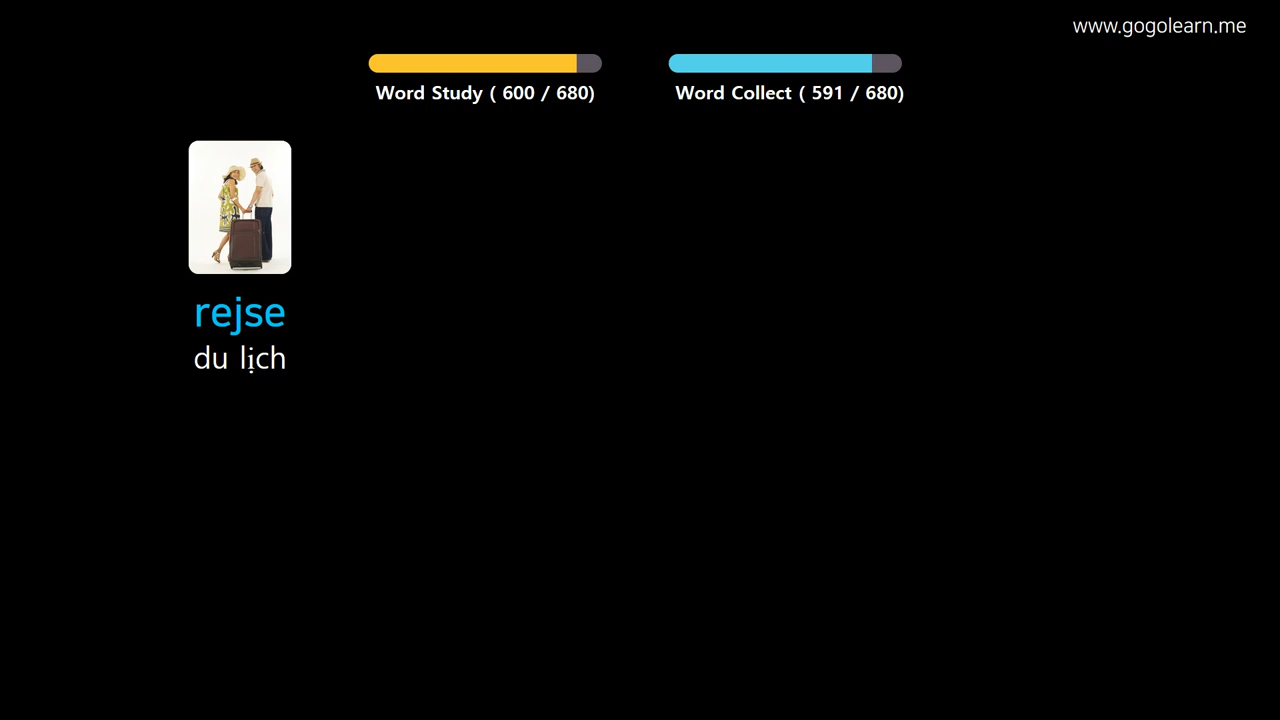 www.gogolearn.me
Word Study ( 600 / 680)
Word Collect ( 591 / 680)
rejse
du lịch